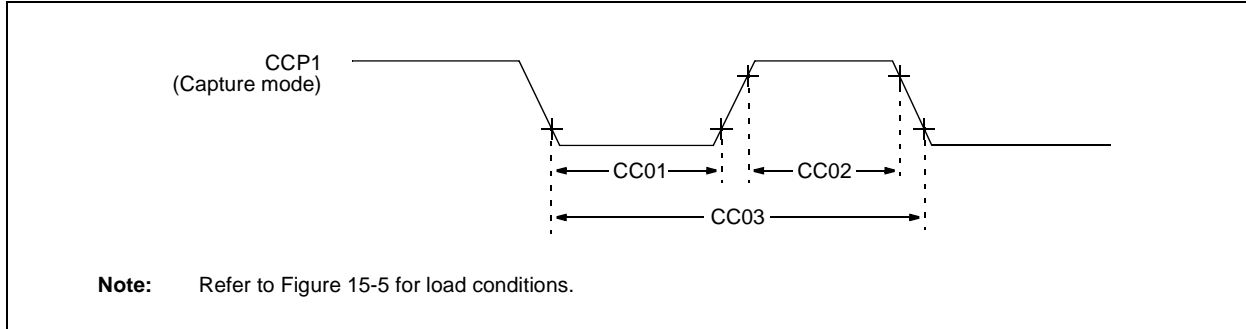 CCP1
(Capture mode)
CC01
CC02
CC03
Note: Refer to Figure 15-5 for load conditions.